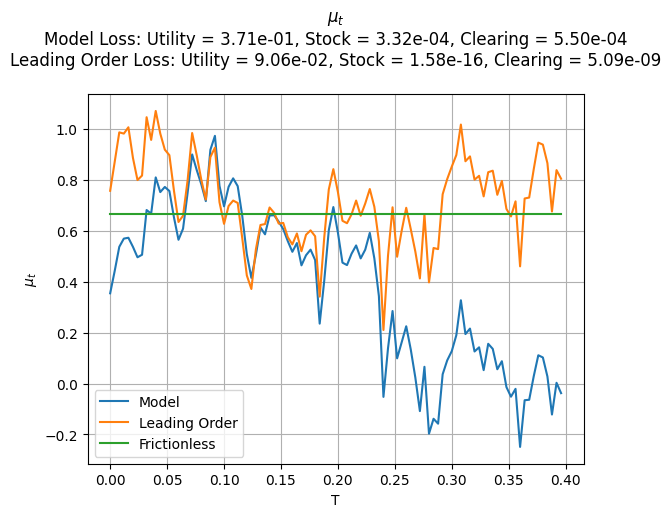 μ_t
Model Loss: Utility = 3.71e-01, Stock = 3.32e-04, Clearing = 5.50e-04
Leading Order Loss: Utility = 9.06e-02, Stock = 1.58e-16, Clearing = 5.09e-09
1.0
0.8
0.6
0.4
0.2
0.0
−0.2
μ_t
Model
Leading Order
Frictionless
0.00 0.05 0.10 0.15 0.20 0.25 0.30 0.35 0.40
T